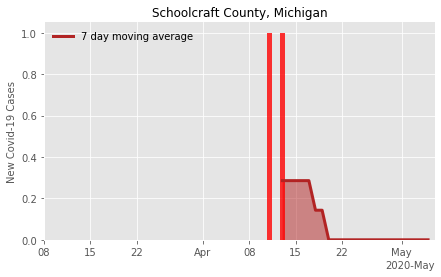 Schoolcraft County, Michigan
7 day moving average
New Covid-19 Cases
1.0
0.8
0.6
0.4
0.2
0.0
08 15 22 Apr 08 15 22 May
2020-May